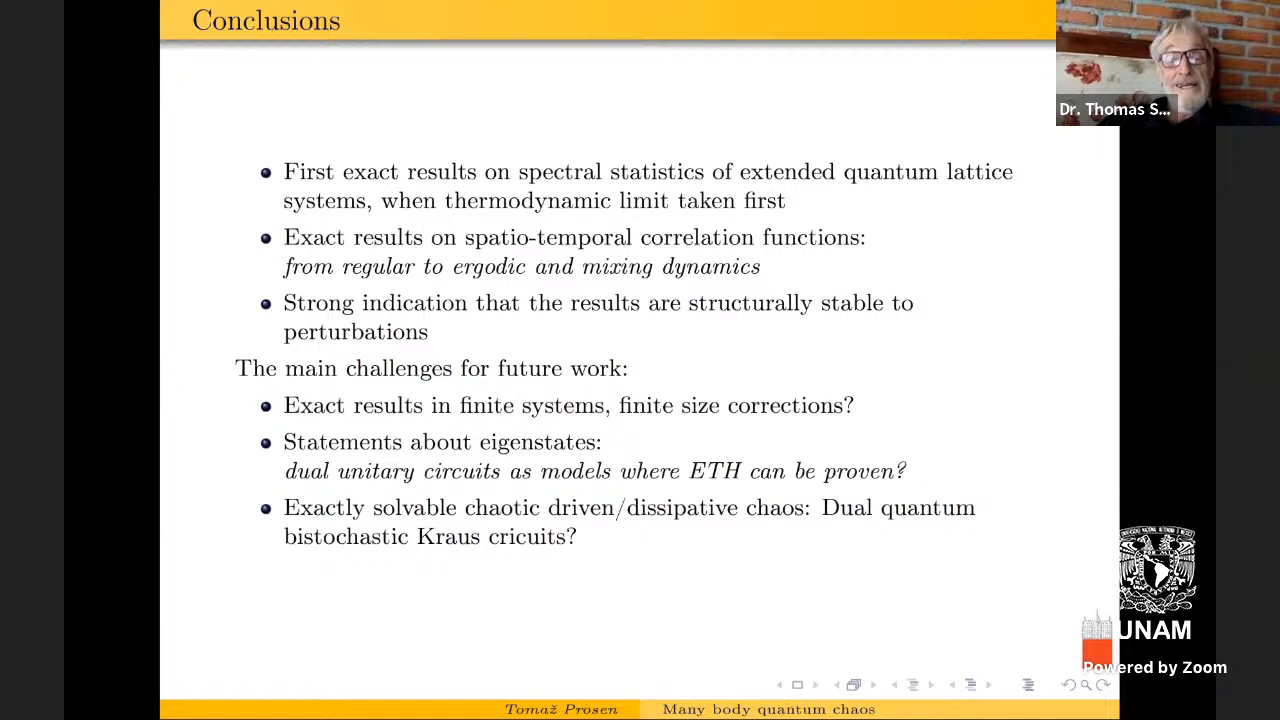 Conclusions
Dr. Thomas S...
First exact results on spectral statistics of extended quantum lattice
systems, when thermodynamic limit taken first
Exact results on spatio-temporal correlation functions:
from regular to ergodic and mixing dynamics
Strong indication that the results are structurally stable to
perturbations
The main challenges for future work:
Exact results in finite systems, finite size corrections?
Statements about eigenstates:
dual unitary circuits as models where ETH can be proven?
Exactly solvable chaotic driven/dissipative chaos: Dual quantum
bistochastic Kraus cricuits?
UNAM
Powered by Zoom
Tomaž Prosen
Many body quantum chaos